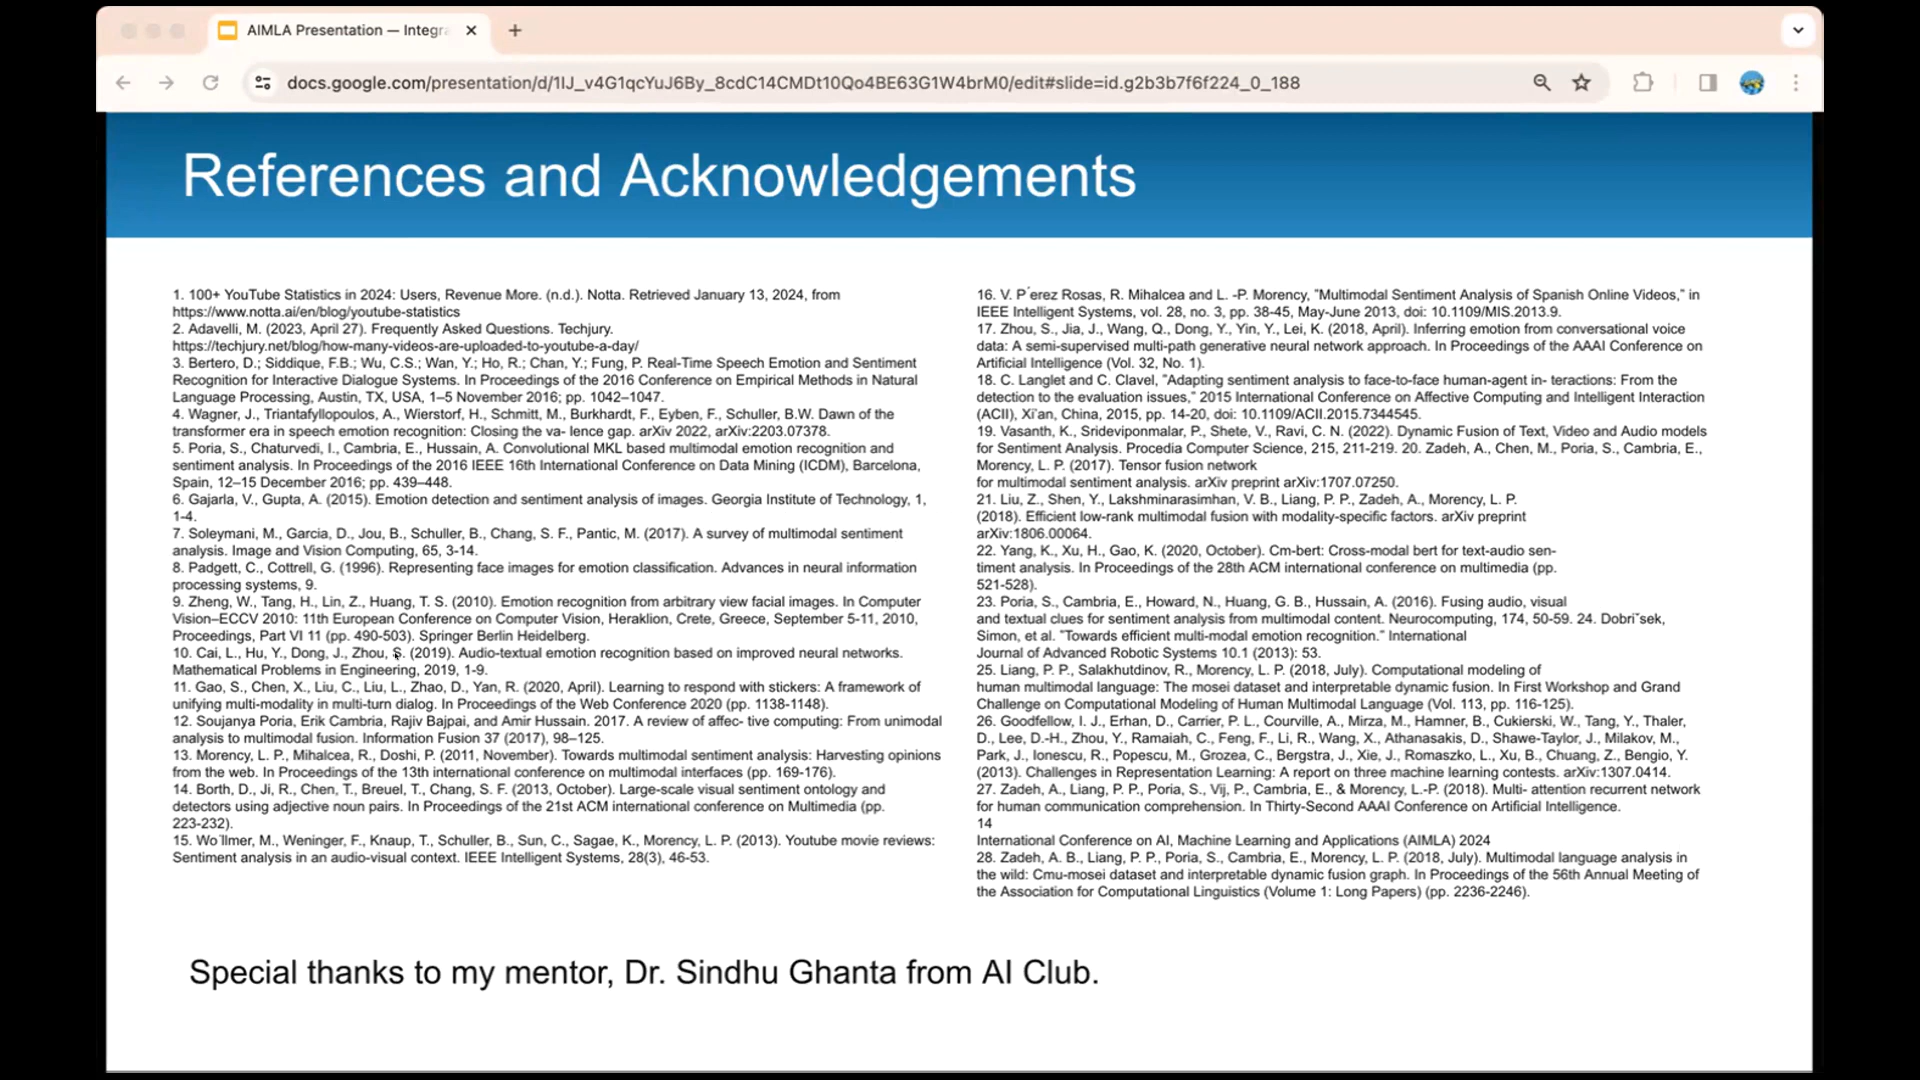 AIMLA Presentation — Integra
docs.google.com/presentation/d/1IJ_v4G1qcYuJ6By_8cdC14CMDt10Qo4BE63G1W4brM0/edit#slide=id.g2b3b7f6f224_0_188
References and Acknowledgements
1. 100+ YouTube Statistics in 2024: Users, Revenue More. (n.d.). Notta. Retrieved January 13, 2024, from
https://www.notta.ai/en/blog/youtube-statistics
2. Adavelli, M. (2023, April 27). Frequently Asked Questions. Techjury.
https://techjury.net/blog/how-many-videos-are-uploaded-to-youtube-a-day/
3. Bertero, D.; Siddique, F.B.; Wu, C.S.; Wan, Y.; Ho, R.; Chan, Y.; Fung, P. Real-Time Speech Emotion and Sentiment
Recognition for Interactive Dialogue Systems. In Proceedings of the 2016 Conference on Empirical Methods in Natural
Language Processing, Austin, TX, USA, 1–5 November 2016; pp. 1042–1047.
4. Wagner, J., Triantafyllopoulos, A., Wierstorf, H., Schmitt, M., Burkhardt, F., Eyben, F., Schuller, B.W. Dawn of the
transformer era in speech emotion recognition: Closing the va- lence gap. arXiv 2022, arXiv:2203.07378.
5. Poria, S., Chaturvedi, I., Cambria, E., Hussain, A. Convolutional MKL based multimodal emotion recognition and
sentiment analysis. In Proceedings of the 2016 IEEE 16th International Conference on Data Mining (ICDM), Barcelona,
Spain, 12–15 December 2016; pp. 439–448.
6. Gajarla, V., Gupta, A. (2015). Emotion detection and sentiment analysis of images. Georgia Institute of Technology, 1,
1-4.
7. Soleymani, M., Garcia, D., Jou, B., Schuller, B., Chang, S. F., Pantic, M. (2017). A survey of multimodal sentiment
analysis. Image and Vision Computing, 65, 3-14.
8. Padgett, C., Cottrell, G. (1996). Representing face images for emotion classification. Advances in neural information
processing systems, 9.
9. Zheng, W., Tang, H., Lin, Z., Huang, T. S. (2010). Emotion recognition from arbitrary view facial images. In Computer
Vision–ECCV 2010: 11th European Conference on Computer Vision, Heraklion, Crete, Greece, September 5-11, 2010,
Proceedings, Part VI 11 (pp. 490-503). Springer Berlin Heidelberg.
10. Cai, L., Hu, Y., Dong, J., Zhou, S. (2019). Audio-textual emotion recognition based on improved neural networks.
Mathematical Problems in Engineering, 2019, 1-9.
11. Gao, S., Chen, X., Liu, C., Liu, L., Zhao, D., Yan, R. (2020, April). Learning to respond with stickers: A framework of
unifying multi-modality in multi-turn dialog. In Proceedings of the Web Conference 2020 (pp. 1138-1148).
12. Soujanya Poria, Erik Cambria, Rajiv Bajpai, and Amir Hussain. 2017. A review of affec- tive computing: From unimodal
analysis to multimodal fusion. Information Fusion 37 (2017), 98–125.
13. Morency, L. P., Mihalcea, R., Doshi, P. (2011, November). Towards multimodal sentiment analysis: Harvesting opinions
from the web. In Proceedings of the 13th international conference on multimodal interfaces (pp. 169-176).
14. Borth, D., Ji, R., Chen, T., Breuel, T., Chang, S. F. (2013, October). Large-scale visual sentiment ontology and
detectors using adjective noun pairs. In Proceedings of the 21st ACM international conference on Multimedia (pp.
223-232).
15. Wo ̈llmer, M., Weninger, F., Knaup, T., Schuller, B., Sun, C., Sagae, K., Morency, L. P. (2013). Youtube movie reviews:
Sentiment analysis in an audio-visual context. IEEE Intelligent Systems, 28(3), 46-53.
16. V. P ́erez Rosas, R. Mihalcea and L. -P. Morency, "Multimodal Sentiment Analysis of Spanish Online Videos," in
IEEE Intelligent Systems, vol. 28, no. 3, pp. 38-45, May-June 2013, doi: 10.1109/MIS.2013.9.
17. Zhou, S., Jia, J., Wang, Q., Dong, Y., Yin, Y., Lei, K. (2018, April). Inferring emotion from conversational voice
data: A semi-supervised multi-path generative neural network approach. In Proceedings of the AAAI Conference on
Artificial Intelligence (Vol. 32, No. 1).
18. C. Langlet and C. Clavel, "Adapting sentiment analysis to face-to-face human-agent in- teractions: From the
detection to the evaluation issues," 2015 International Conference on Affective Computing and Intelligent Interaction
(ACII), Xi'an, China, 2015, pp. 14-20, doi: 10.1109/ACII.2015.7344545.
19. Vasanth, K., Srideviponmalar, P., Shete, V., Ravi, C. N. (2022). Dynamic Fusion of Text, Video and Audio models
for Sentiment Analysis. Procedia Computer Science, 215, 211-219. 20. Zadeh, A., Chen, M., Poria, S., Cambria, E.,
Morency, L. P. (2017). Tensor fusion network
for multimodal sentiment analysis. arXiv preprint arXiv:1707.07250.
21. Liu, Z., Shen, Y., Lakshminarasimhan, V. B., Liang, P. P., Zadeh, A., Morency, L. P.
(2018). Efficient low-rank multimodal fusion with modality-specific factors. arXiv preprint
arXiv:1806.00064.
22. Yang, K., Xu, H., Gao, K. (2020, October). Cm-bert: Cross-modal bert for text-audio sen-
timent analysis. In Proceedings of the 28th ACM international conference on multimedia (pp.
521-528).
23. Poria, S., Cambria, E., Howard, N., Huang, G. B., Hussain, A. (2016). Fusing audio, visual
and textual clues for sentiment analysis from multimodal content. Neurocomputing, 174, 50-59. 24. Dobri ̌sek,
Simon, et al. "Towards efficient multi-modal emotion recognition." International
Journal of Advanced Robotic Systems 10.1 (2013): 53.
25. Liang, P. P., Salakhutdinov, R., Morency, L. P. (2018, July). Computational modeling of
human multimodal language: The mosei dataset and interpretable dynamic fusion. In First Workshop and Grand
Challenge on Computational Modeling of Human Multimodal Language (Vol. 113, pp. 116-125).
26. Goodfellow, I. J., Erhan, D., Carrier, P. L., Courville, A., Mirza, M., Hamner, B., Cukierski, W., Tang, Y., Thaler,
D., Lee, D.-H., Zhou, Y., Ramaiah, C., Feng, F., Li, R., Wang, X., Athanasakis, D., Shawe-Taylor, J., Milakov, M.,
Park, J., Ionescu, R., Popescu, M., Grozea, C., Bergstra, J., Xie, J., Romaszko, L., Xu, B., Chuang, Z., Bengio, Y.
(2013). Challenges in Representation Learning: A report on three machine learning contests. arXiv:1307.0414.
27. Zadeh, A., Liang, P. P., Poria, S., Vij, P., Cambria, E., & Morency, L.-P. (2018). Multi- attention recurrent network
for human communication comprehension. In Thirty-Second AAAI Conference on Artificial Intelligence.
14
International Conference on AI, Machine Learning and Applications (AIMLA) 2024
28. Zadeh, A. B., Liang, P. P., Poria, S., Cambria, E., Morency, L. P. (2018, July). Multimodal language analysis in
the wild: Cmu-mosei dataset and interpretable dynamic fusion graph. In Proceedings of the 56th Annual Meeting of
the Association for Computational Linguistics (Volume 1: Long Papers) (pp. 2236-2246).
Special thanks to my mentor, Dr. Sindhu Ghanta from AI Club.